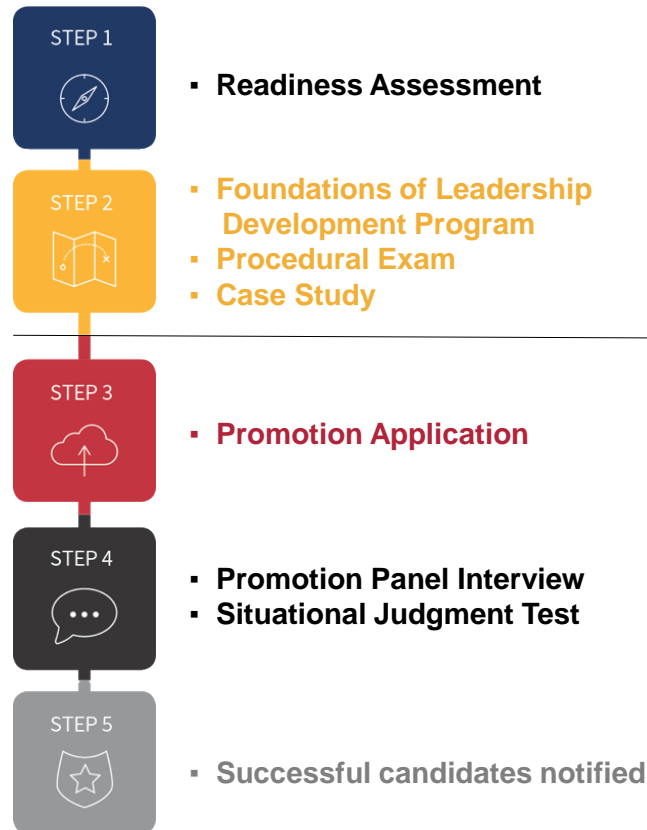 STEP 1
▪ Readiness Assessment
STEP 2
▪ Foundations of Leadership
Development Program
▪ Procedural Exam
▪ Case Study
STEP 3
▪ Promotion Application
STEP 4
▪ Promotion Panel Interview
▪ Situational Judgment Test
STEP 5
▪ Successful candidates notified